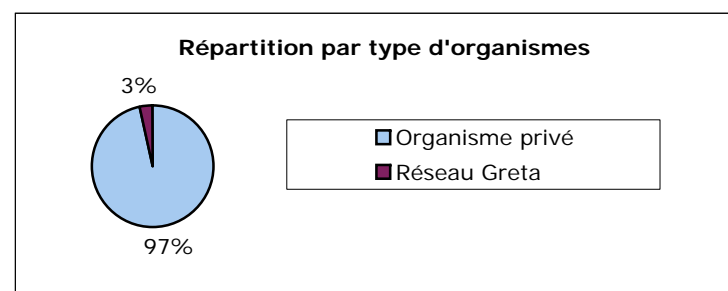 Répartition par type d'organismes
3%
Organisme privé
Réseau Greta
97%